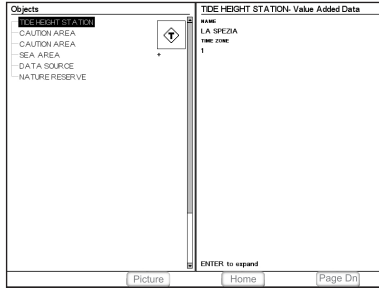 Objects
TIDE HEIGHT STATION
CAUTION AREA
CAUTION AREA
SEA AREA
DATA SOURCE
NATURE RESERVE
T
+
TIDE HEIGHT STATION- Value Added Data
NAME
LA SPEZIA
TIME ZONE
1
ENTER to expand
Picture
Home
Page Dn